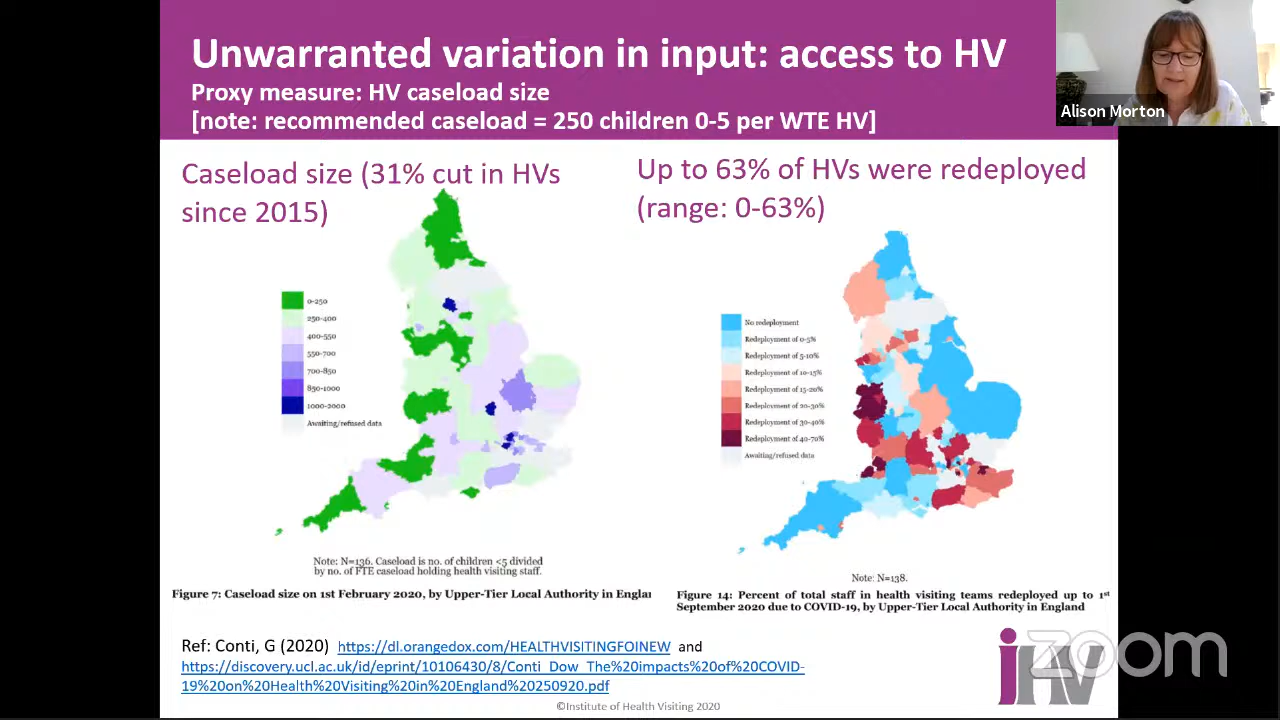 Unwarranted variation in input: access to HV
Proxy measure: HV caseload size
[note: recommended caseload = 250 children 0-5 per WTE HV]
Alison Morton
Caseload size (31% cut in HVs
since 2015)
0-250
250-400
400-550
550-700
700-850
850-1000
1000-2000
Awaiting/refused data
Note: N=136. Caseload is no. of children <5 divided
by no. of FTE caseload holding health visiting staff.
Figure 7: Caseload size on 1st February 2020, by Upper-Tier Local Authority in Englan
Up to 63% of HVs were redeployed
(range: 0-63%)
No redeployment
Redeployment of 0-5%
Redeployment of 5-10%
Redeployment of 10-15%
Redeployment of 15-20%
Redeployment of 20-30%
Redeployment of 30-40%
Redeployment of 40-70%
Awaiting/refused data
Note: N=138.
Figure 14: Percent of total staff in health visiting teams redeployed up to 1st
September 2020 due to COVID-19, by Upper-Tier Local Authority in England
Ref: Conti, G (2020) https://dl.orangedox.com/HEALTHVISITINGFOINEW and
https://discovery.ucl.ac.uk/id/eprint/10106430/8/Conti_Dow_The%20impacts%20of%20COVID-
19%20on%20Health%20Visiting%20in%20England%20250920.pdf
©Institute of Health Visiting 2020
iHV
zoom